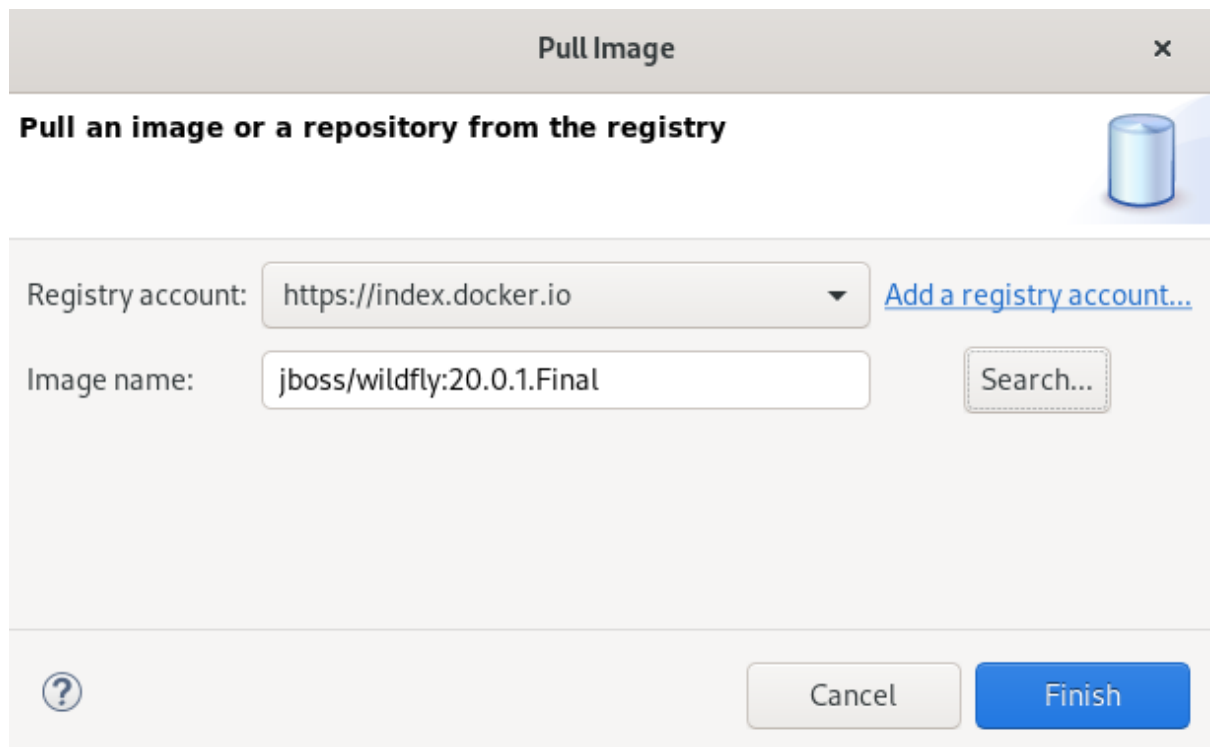 Pull Image
Pull an image or a repository from the registry
Registry account: https://index.docker.io Add a registry account...
Image name: jboss/wildfly:20.0.1.Final Search...
?
Cancel Finish